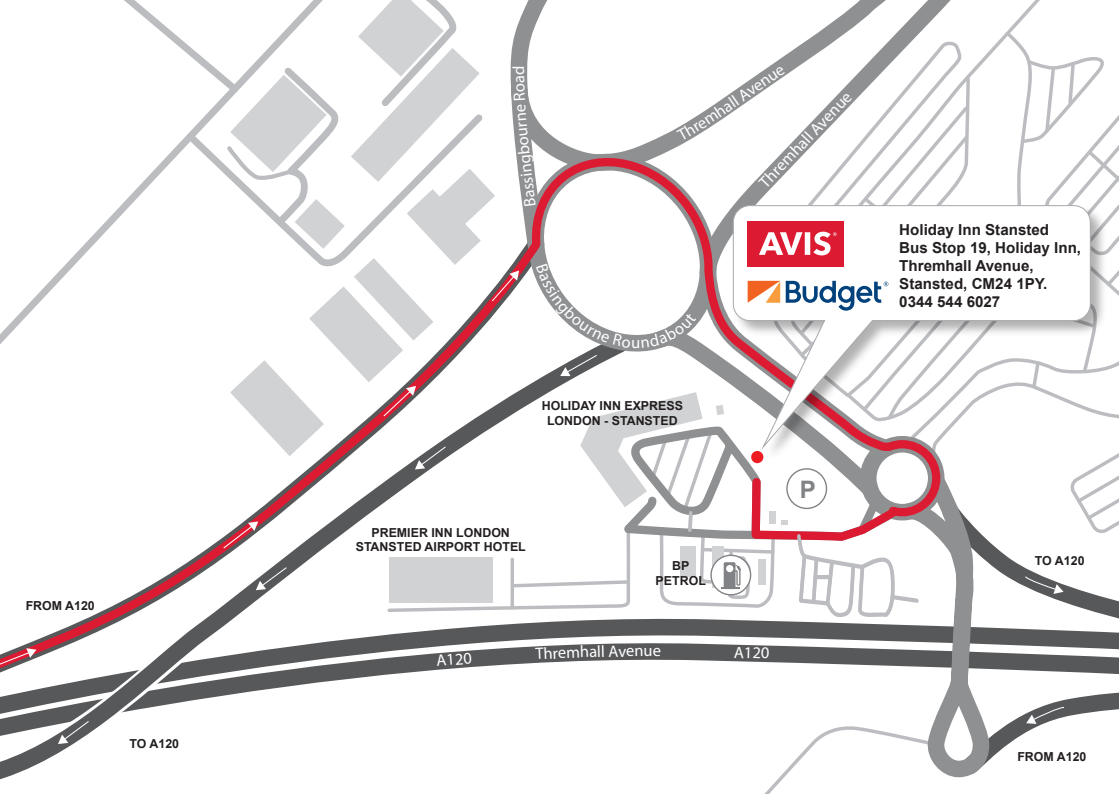 Bassingbourne Road
Thremhall Avenue
Thremhall Avenue
AVIS®
Budget®
Holiday Inn Stansted
Bus Stop 19, Holiday Inn,
Thremhall Avenue,
Stansted, CM24 1PY.
0344 544 6027
Bassingbourne Roundabout
HOLIDAY INN EXPRESS
LONDON - STANSTED
P
PREMIER INN LONDON
STANSTED AIRPORT HOTEL
BP
PETROL
TO A120
FROM A120
A120
Thremhall Avenue
A120
TO A120
FROM A120